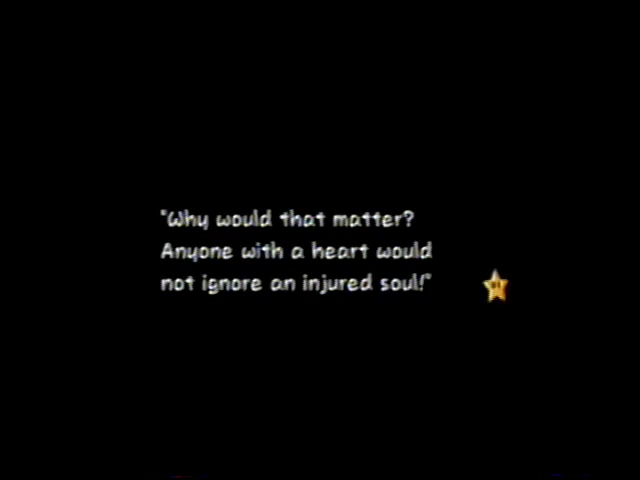 "Why would that matter?
Anyone with a heart would
not ignore an injured soul!"